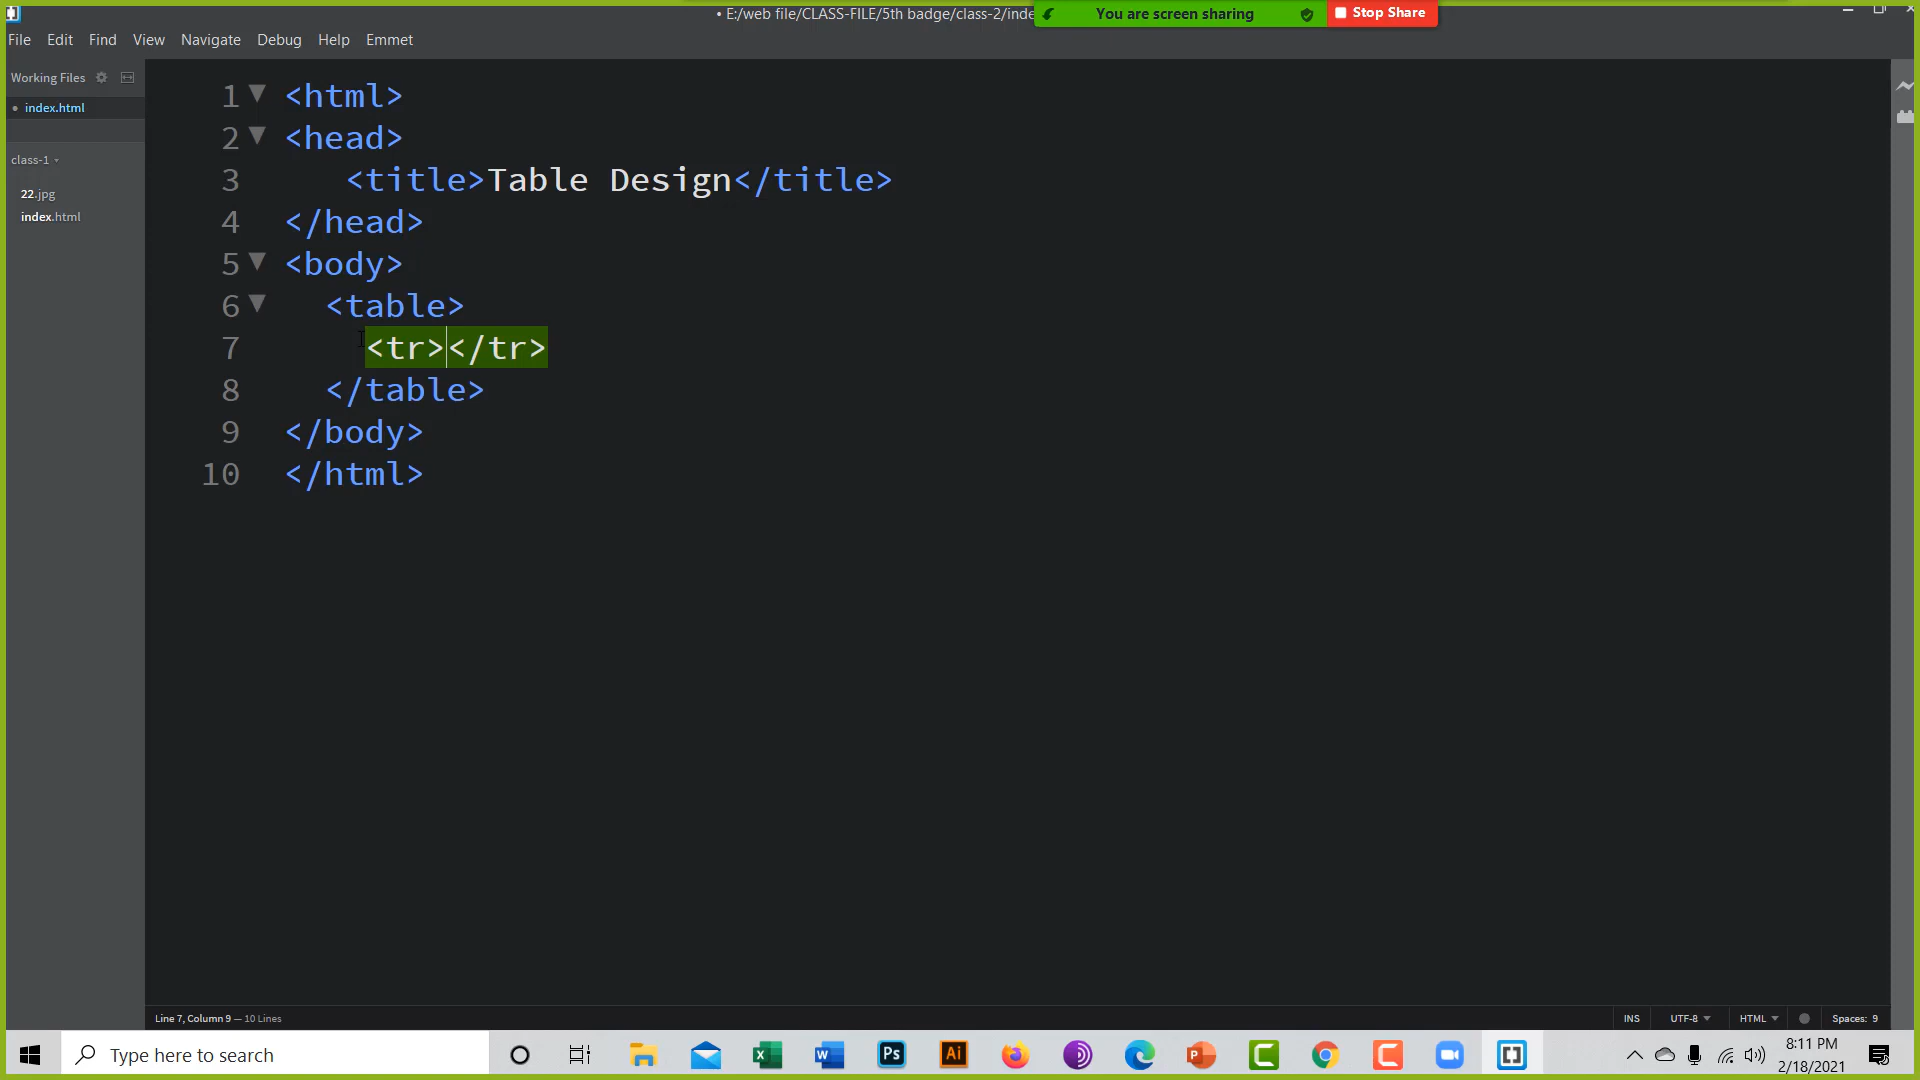 • E:/web file/CLASS-FILE/5th badge/class-2/inde
You are screen sharing
Stop Share
File Edit Find View Navigate Debug Help Emmet
Working Files
• index.html
class-1
22.jpg
index.html
1 <html>
2 <head>
3 <title>Table Design</title>
4 </head>
5 <body>
6 <table>
7 <tr></tr>
8 </table>
9 </body>
10 </html>
Line 7, Column 9 — 10 Lines
INS UTF-8 HTML Spaces: 9
Type here to search
8:11 PM
2/18/2021